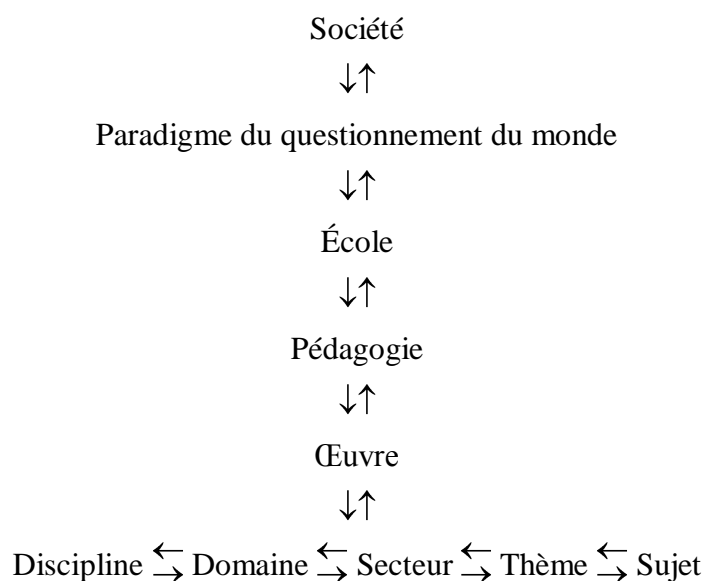 Société
↓↑
Paradigme du questionnement du monde
↓↑
École
↓↑
Pédagogie
↓↑
Œuvre
↓↑
Discipline ⇆ Domaine ⇆ Secteur ⇆ Thème ⇆ Sujet